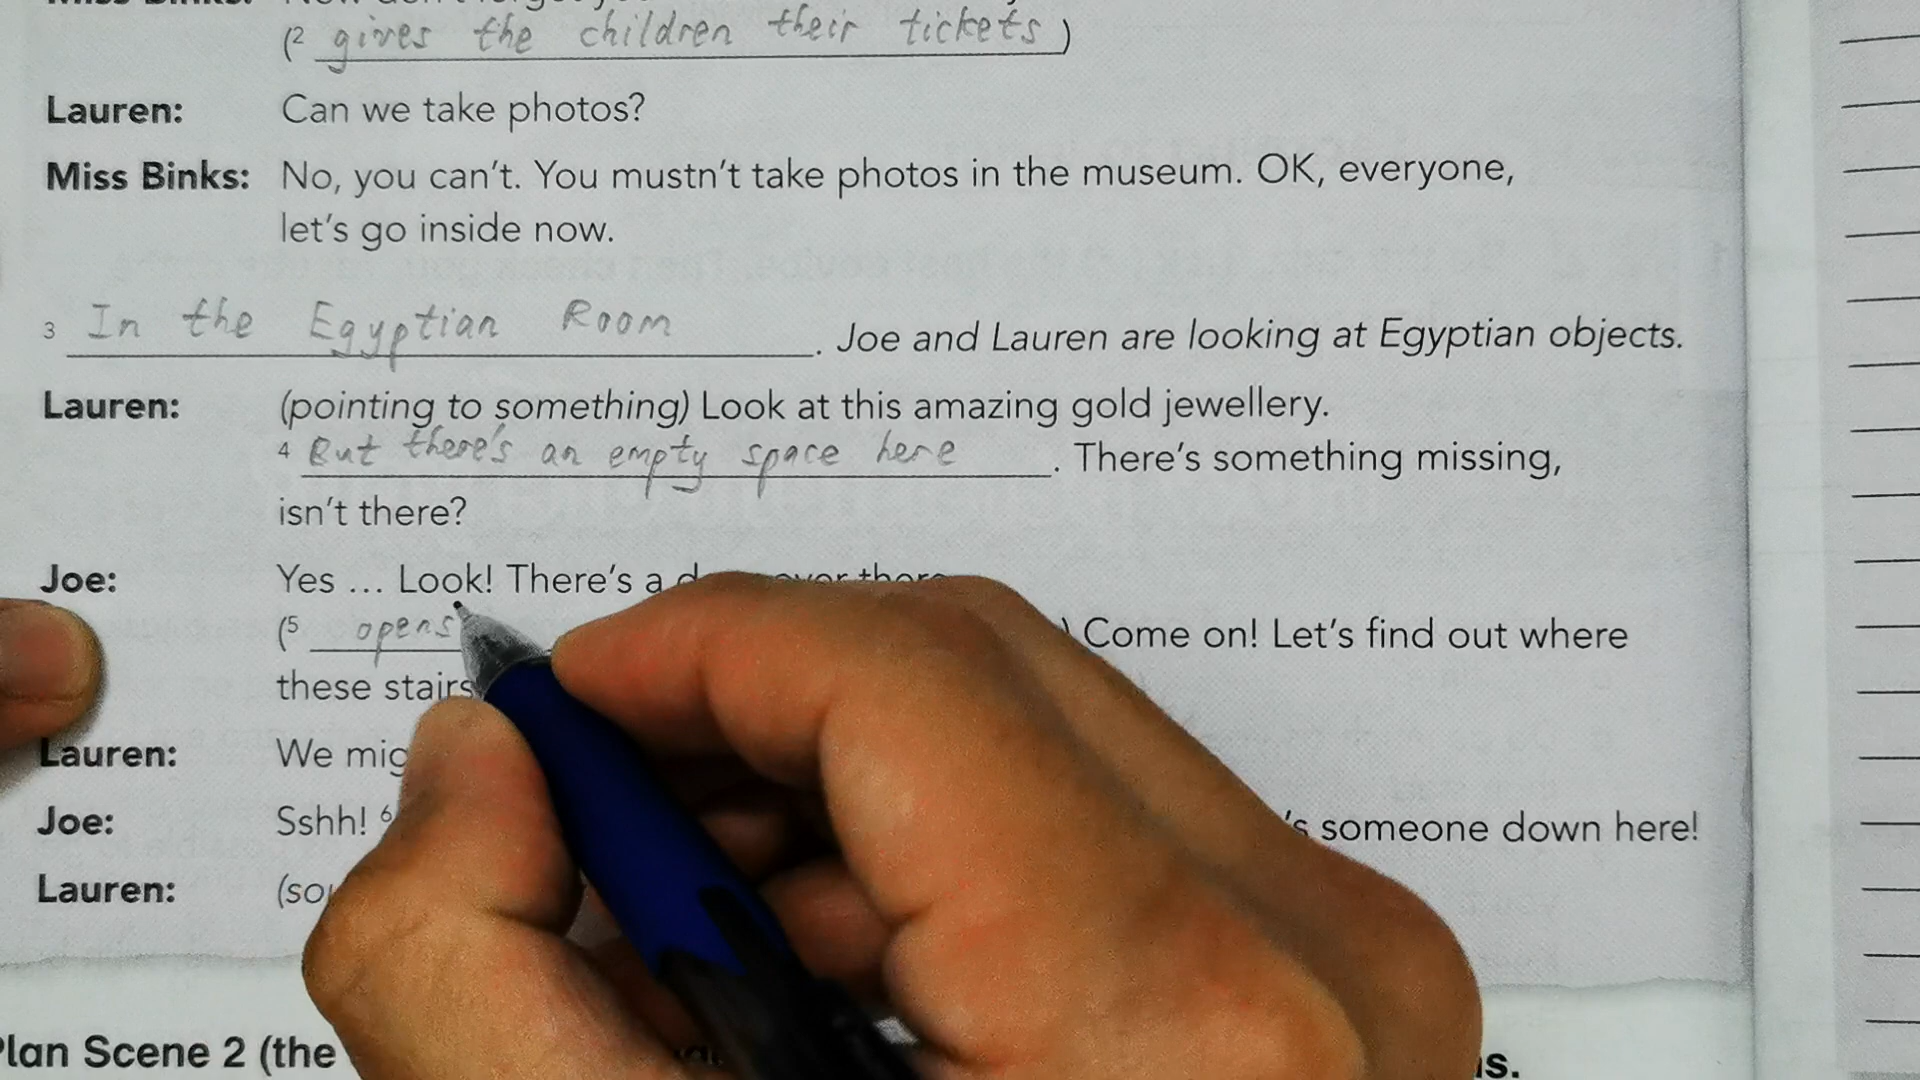 (2 gives the children their tickets)
Lauren: Can we take photos?
Miss Binks: No, you can't. You mustn't take photos in the museum. OK, everyone,
let's go inside now.
3 In the Egyptian Room. Joe and Lauren are looking at Egyptian objects.
Lauren: (pointing to something) Look at this amazing gold jewellery.
4 But there's an empty space here. There's something missing,
isn't there?
Joe: Yes ... Look! There's a over there
(5 opens) Come on! Let's find out where
these stairs
Lauren: We
Joe: Sshh! 6 's someone down here!
Lauren:
Plan Scene 2 (the